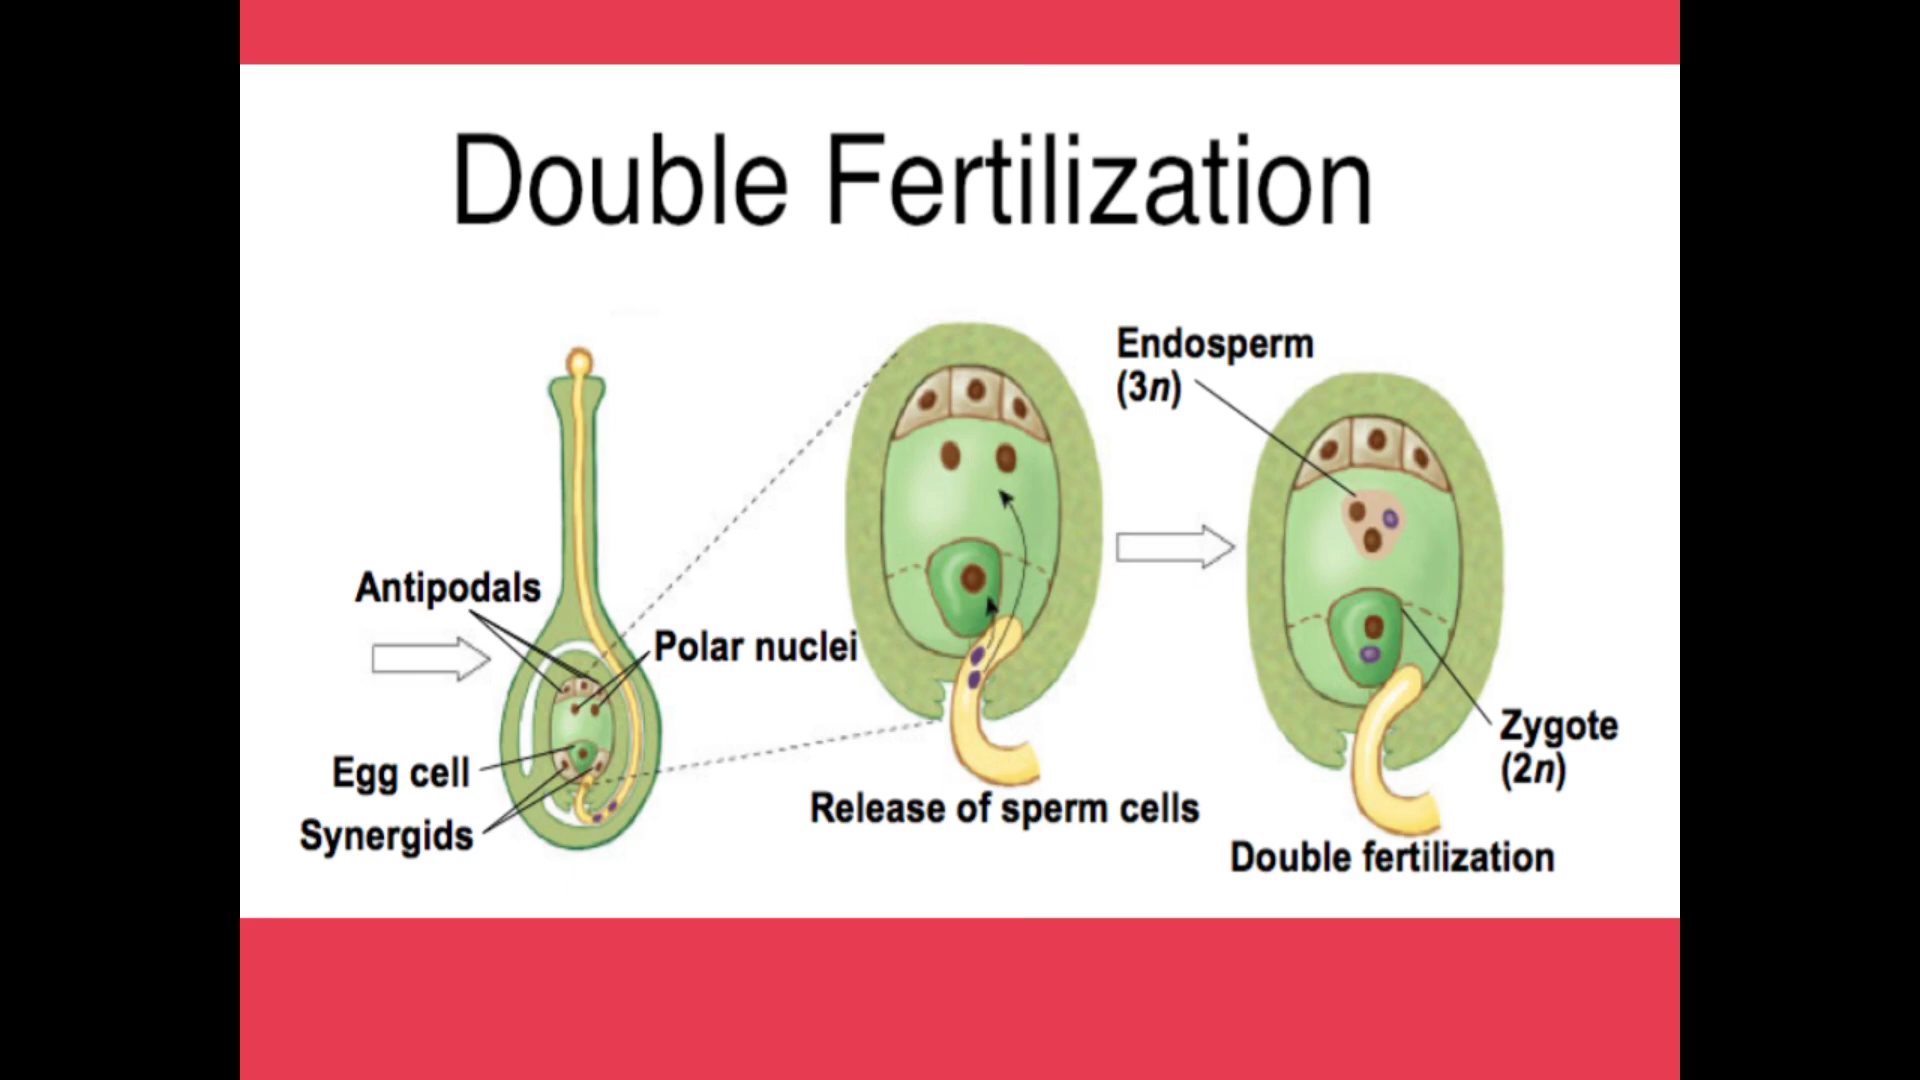 Double Fertilization
Antipodals
Polar nuclei
Egg cell
Synergids
Release of sperm cells
Endosperm
(3n)
Zygote
(2n)
Double fertilization